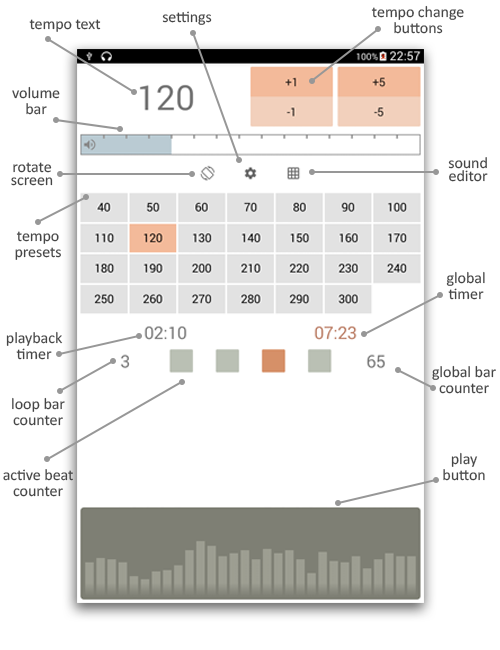 tempo text
settings
tempo change
buttons
100% 22:57
120
+1
+5
-1
-5
volume
bar
rotate
screen
sound
editor
40 50 60 70 80 90 100
110 120 130 140 150 160 170
180 190 200 210 220 230 240
250 260 270 280 290 300
tempo
presets
global
timer
02:10
07:23
playback
timer
3
65
loop bar
counter
global bar
counter
active beat
counter
play
button